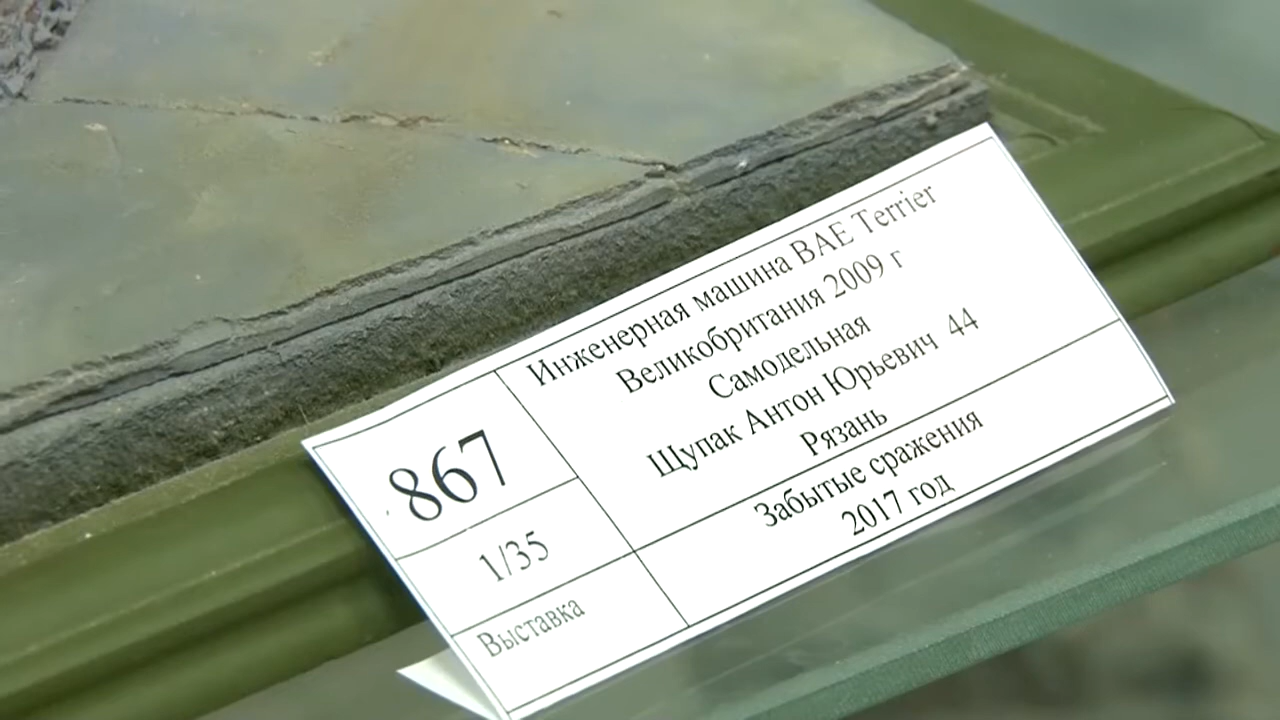 867
1/35
Выставка
Инженерная машина BAE Terrier
Великобритания 2009 г
Самодельная
Щупак Антон Юрьевич 44
Рязань
Забытые сражения
2017 год